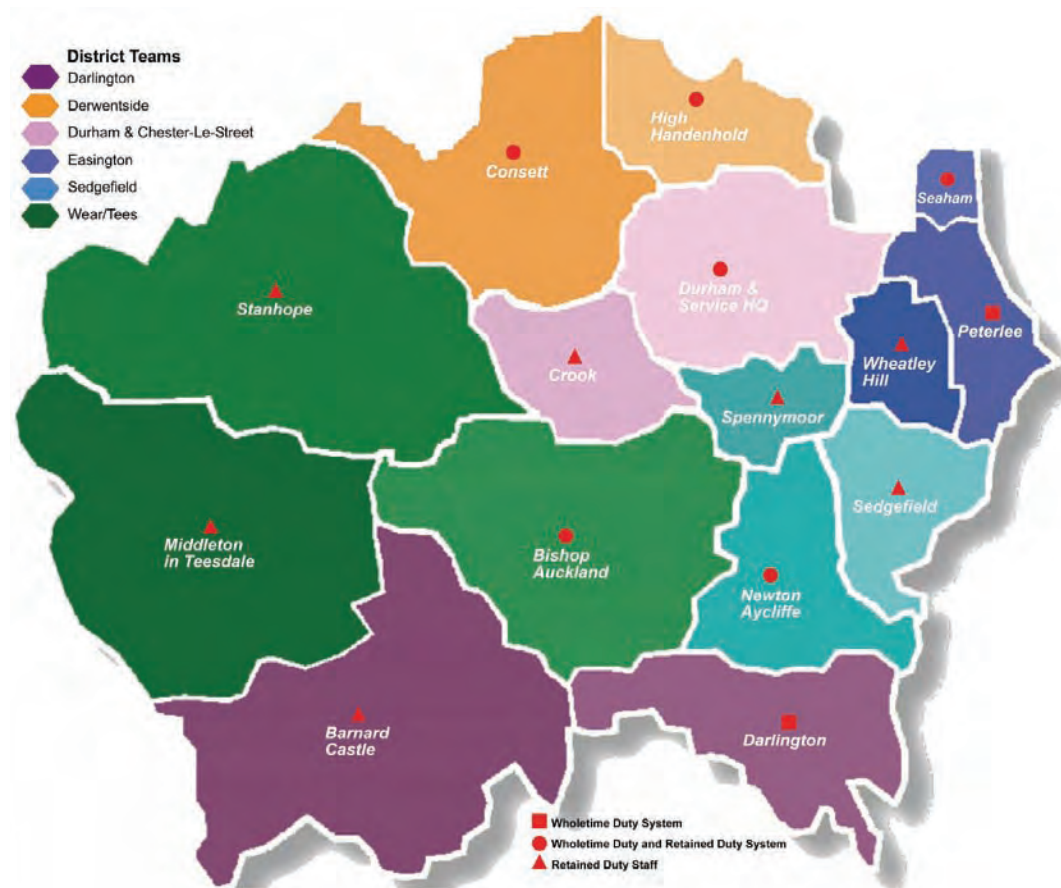 District Teams
Darlington
Derwentside
Durham & Chester-Le-Street
Easington
Sedgefield
Wear/Tees
High
Handenhold
Consett
Seaham
Stanhope
Durham &
Service HQ
Peterlee
Crook
Wheatley
Hill
Spennymoor
Sedgefield
Middleton
in Teesdale
Bishop
Auckland
Newton
Aycliffe
Barnard
Castle
Darlington
Wholetime Duty System
Wholetime Duty and Retained Duty System
Retained Duty Staff